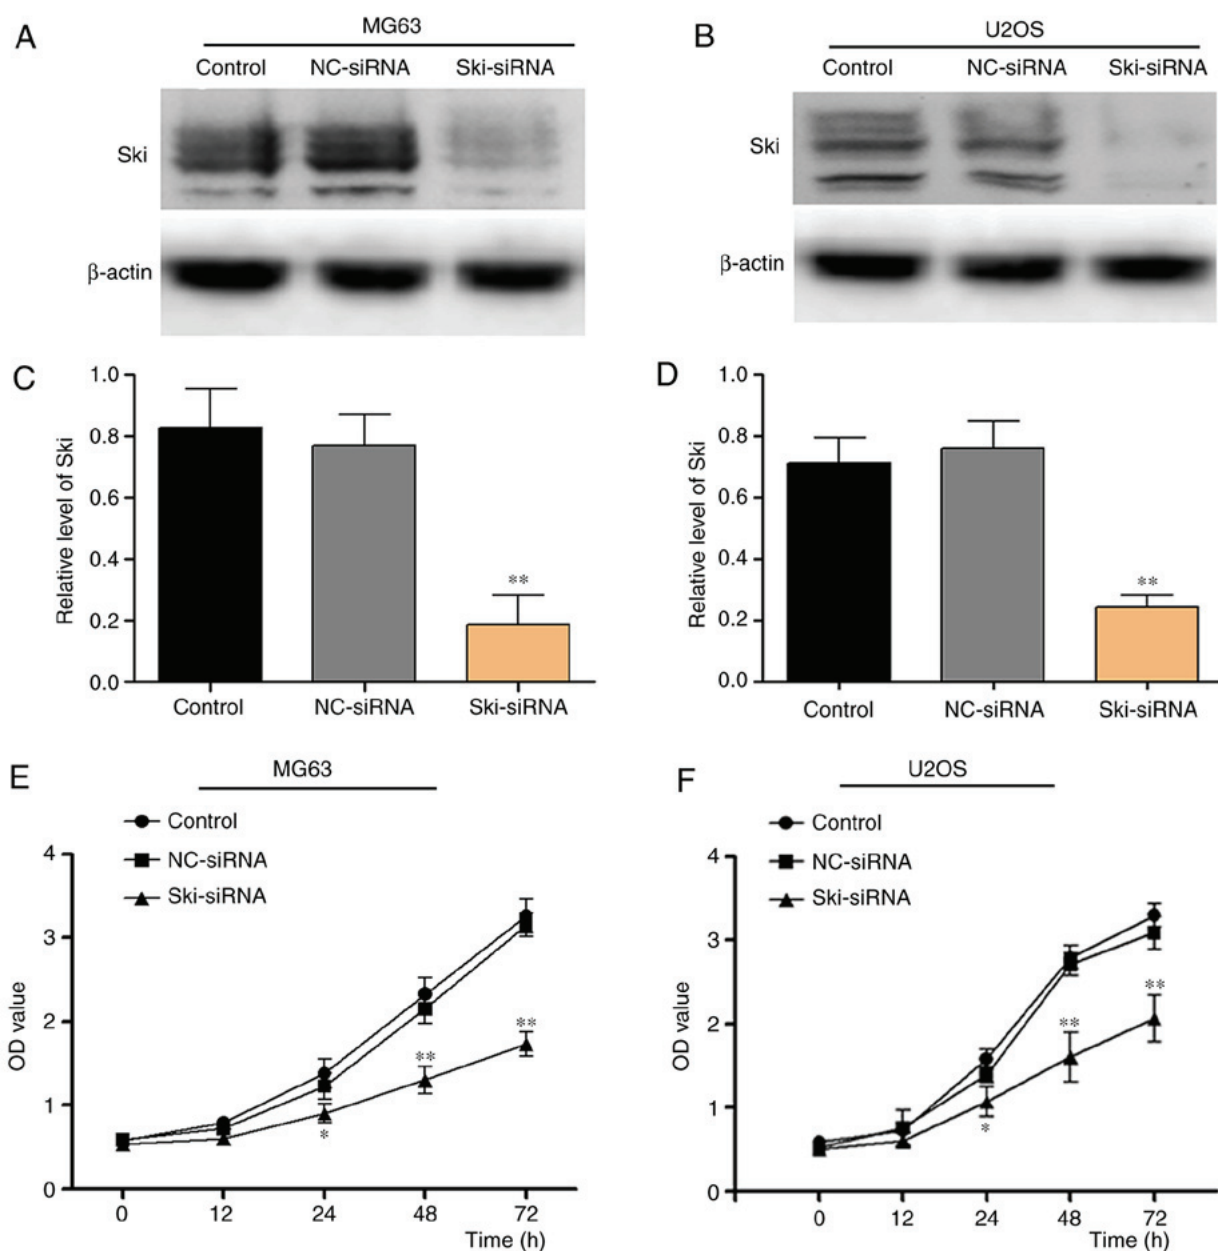 A
MG63
Control NC-siRNA Ski-siRNA
Ski
β-actin
B
U2OS
Control NC-siRNA Ski-siRNA
Ski
β-actin
C
Relative level of Ski
1.0
0.8
0.6
0.4
0.2
0.0
**
Control NC-siRNA Ski-siRNA
D
Relative level of Ski
1.0
0.8
0.6
0.4
0.2
0.0
**
Control NC-siRNA Ski-siRNA
E
MG63
Control
NC-siRNA
Ski-siRNA
OD value
4
3
2
1
0
*
**
**
0 12 24 48 72
Time (h)
F
U2OS
Control
NC-siRNA
Ski-siRNA
OD value
4
3
2
1
0
*
**
**
0 12 24 48 72
Time (h)